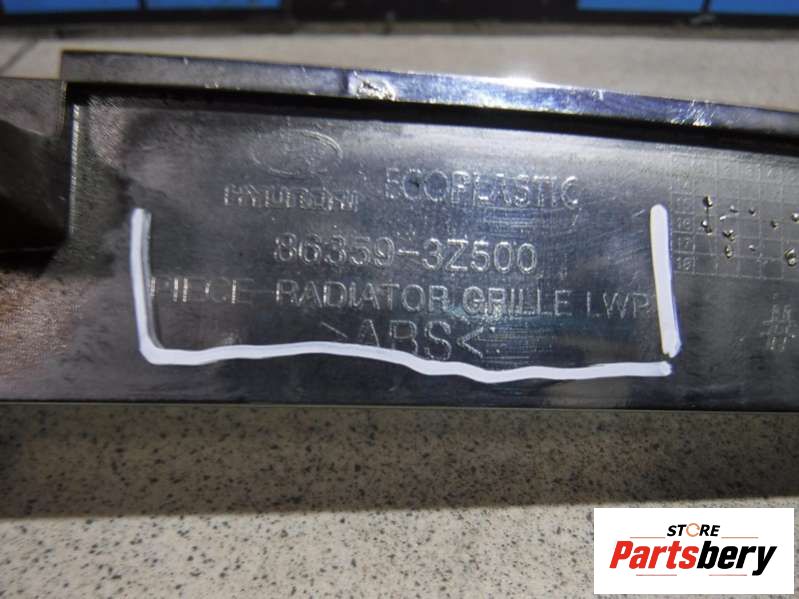 HYUNDAI ECOPLASTIC
86359-3Z500
PIECE-RADIATOR GRILLE LWR
>ABS<
STORE
Partsbery